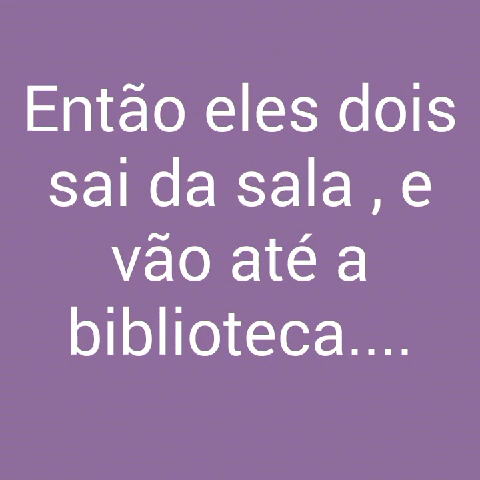 Então eles dois
sai da sala , e
vão até a
biblioteca....